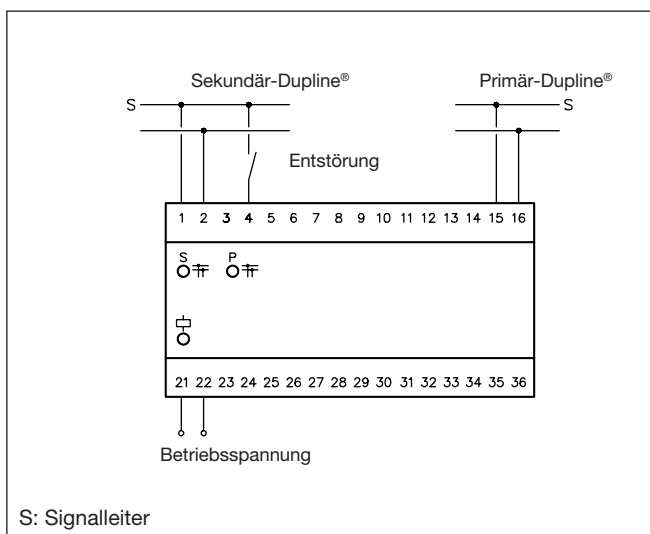 Sekundär-Dupline® Primär-Dupline®
S S
Entstörung
1 2 3 4 5 6 7 8 9 10 11 12 13 14 15 16
S P
21 22 23 24 25 26 27 28 29 30 31 32 33 34 35 36
Betriebsspannung
S: Signalleiter